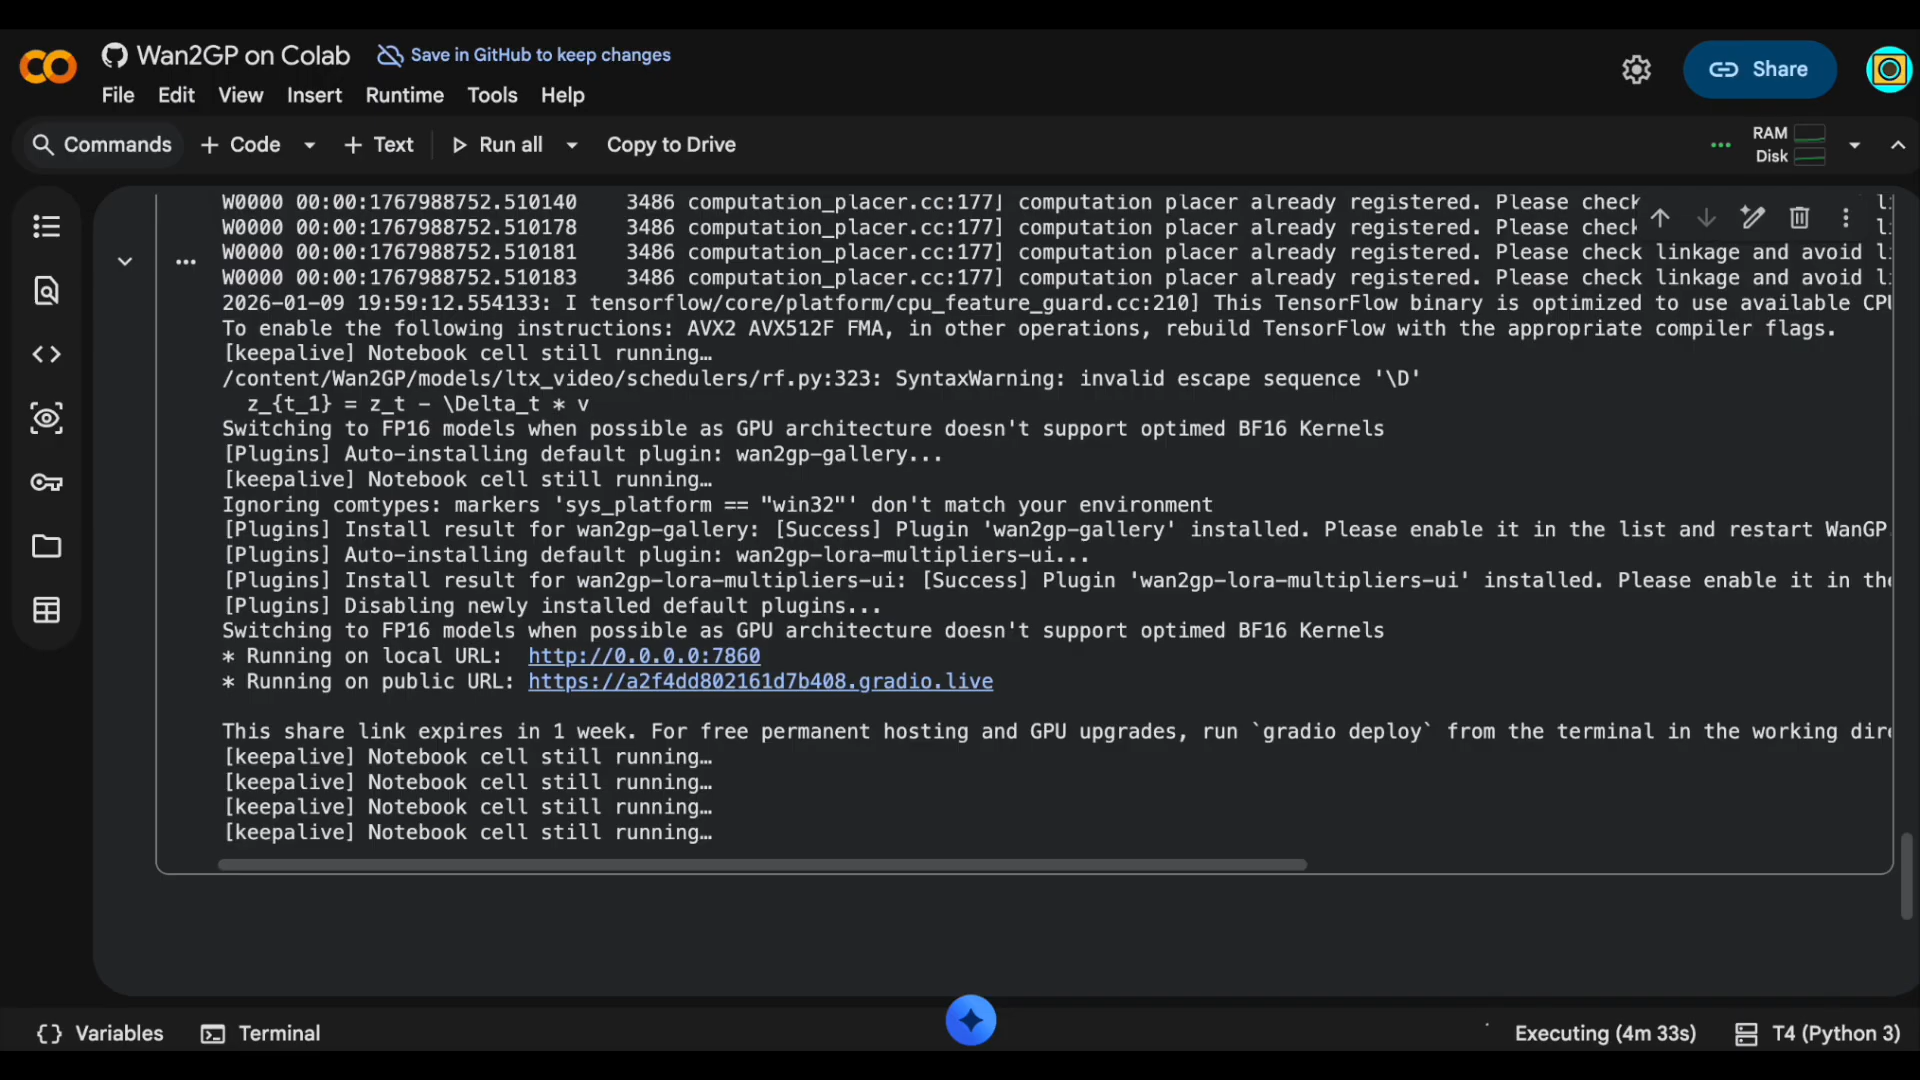 Wan2GP on Colab
Save in GitHub to keep changes
Share
File Edit View Insert Runtime Tools Help
Commands + Code + Text Run all Copy to Drive
RAM
Disk
W0000 00:00:1767988752.510140    3486 computation_placer.cc:177] computation placer already registered. Please check
W0000 00:00:1767988752.510178    3486 computation_placer.cc:177] computation placer already registered. Please check
W0000 00:00:1767988752.510181    3486 computation_placer.cc:177] computation placer already registered. Please check linkage and avoid
W0000 00:00:1767988752.510183    3486 computation_placer.cc:177] computation placer already registered. Please check linkage and avoid
2026-01-09 19:59:12.554133: I tensorflow/core/platform/cpu_feature_guard.cc:210] This TensorFlow binary is optimized to use available CPU
To enable the following instructions: AVX2 AVX512F FMA, in other operations, rebuild TensorFlow with the appropriate compiler flags.
[keepalive] Notebook cell still running…
/content/Wan2GP/models/ltx_video/schedulers/rf.py:323: SyntaxWarning: invalid escape sequence '\D'
  z_{t_1} = z_t - \Delta_t * v
Switching to FP16 models when possible as GPU architecture doesn't support optimed BF16 Kernels
[Plugins] Auto-installing default plugin: wan2gp-gallery...
[keepalive] Notebook cell still running…
Ignoring comtypes: markers 'sys_platform == "win32"' don't match your environment
[Plugins] Install result for wan2gp-gallery: [Success] Plugin 'wan2gp-gallery' installed. Please enable it in the list and restart WanGP.
[Plugins] Auto-installing default plugin: wan2gp-lora-multipliers-ui...
[Plugins] Install result for wan2gp-lora-multipliers-ui: [Success] Plugin 'wan2gp-lora-multipliers-ui' installed. Please enable it in the
[Plugins] Disabling newly installed default plugins...
Switching to FP16 models when possible as GPU architecture doesn't support optimed BF16 Kernels
* Running on local URL:  http://0.0.0.0:7860
* Running on public URL: https://a2f4dd802161d7b408.gradio.live
This share link expires in 1 week. For free permanent hosting and GPU upgrades, run `gradio deploy` from the terminal in the working
[keepalive] Notebook cell still running…
[keepalive] Notebook cell still running…
[keepalive] Notebook cell still running…
[keepalive] Notebook cell still running…
{} Variables Terminal Executing (4m 33s) T4 (Python 3)